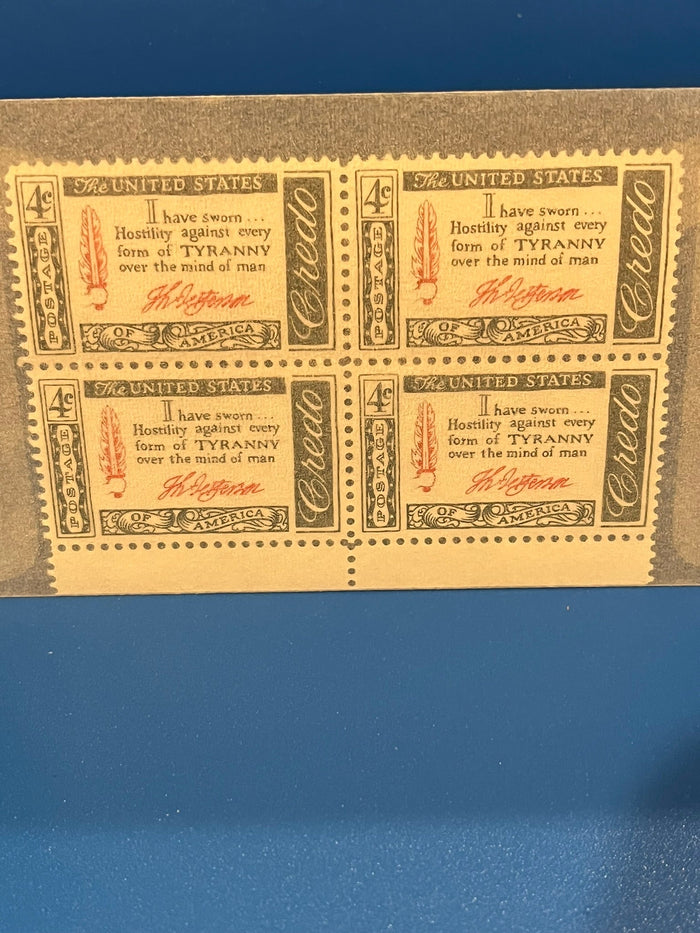 4c The UNITED STATES
POSTAGE
I have sworn ...
Hostility against every
form of TYRANNY
over the mind of man
Th Jefferson
OF AMERICA
Credo
4c The UNITED STATES
POSTAGE
I have sworn ...
Hostility against every
form of TYRANNY
over the mind of man
Th Jefferson
OF AMERICA
Credo
4c The UNITED STATES
POSTAGE
I have sworn ...
Hostility against every
form of TYRANNY
over the mind of man
Th Jefferson
OF AMERICA
Credo
4c The UNITED STATES
POSTAGE
I have sworn ...
Hostility against every
form of TYRANNY
over the mind of man
Th Jefferson
OF AMERICA
Credo